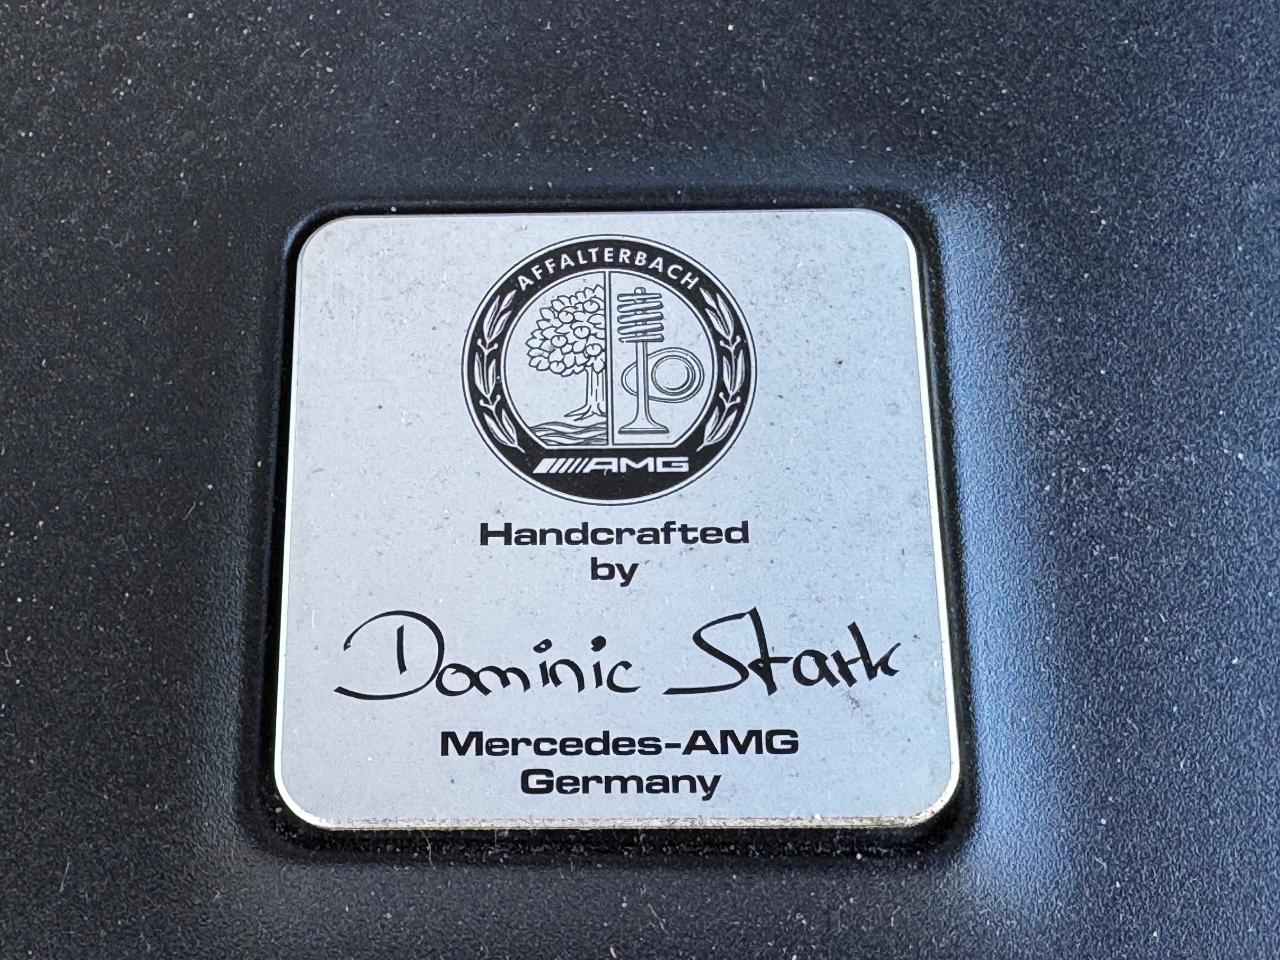 AFFALTERBACH
AMG
Handcrafted
by
Dominic Stark
Mercedes-AMG
Germany